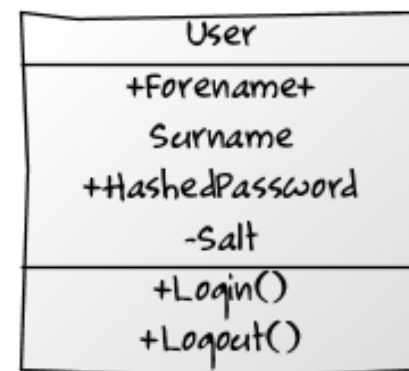 User
+Forename+
Surname
+HashedPassword
-Salt
+Login()
+Logout()